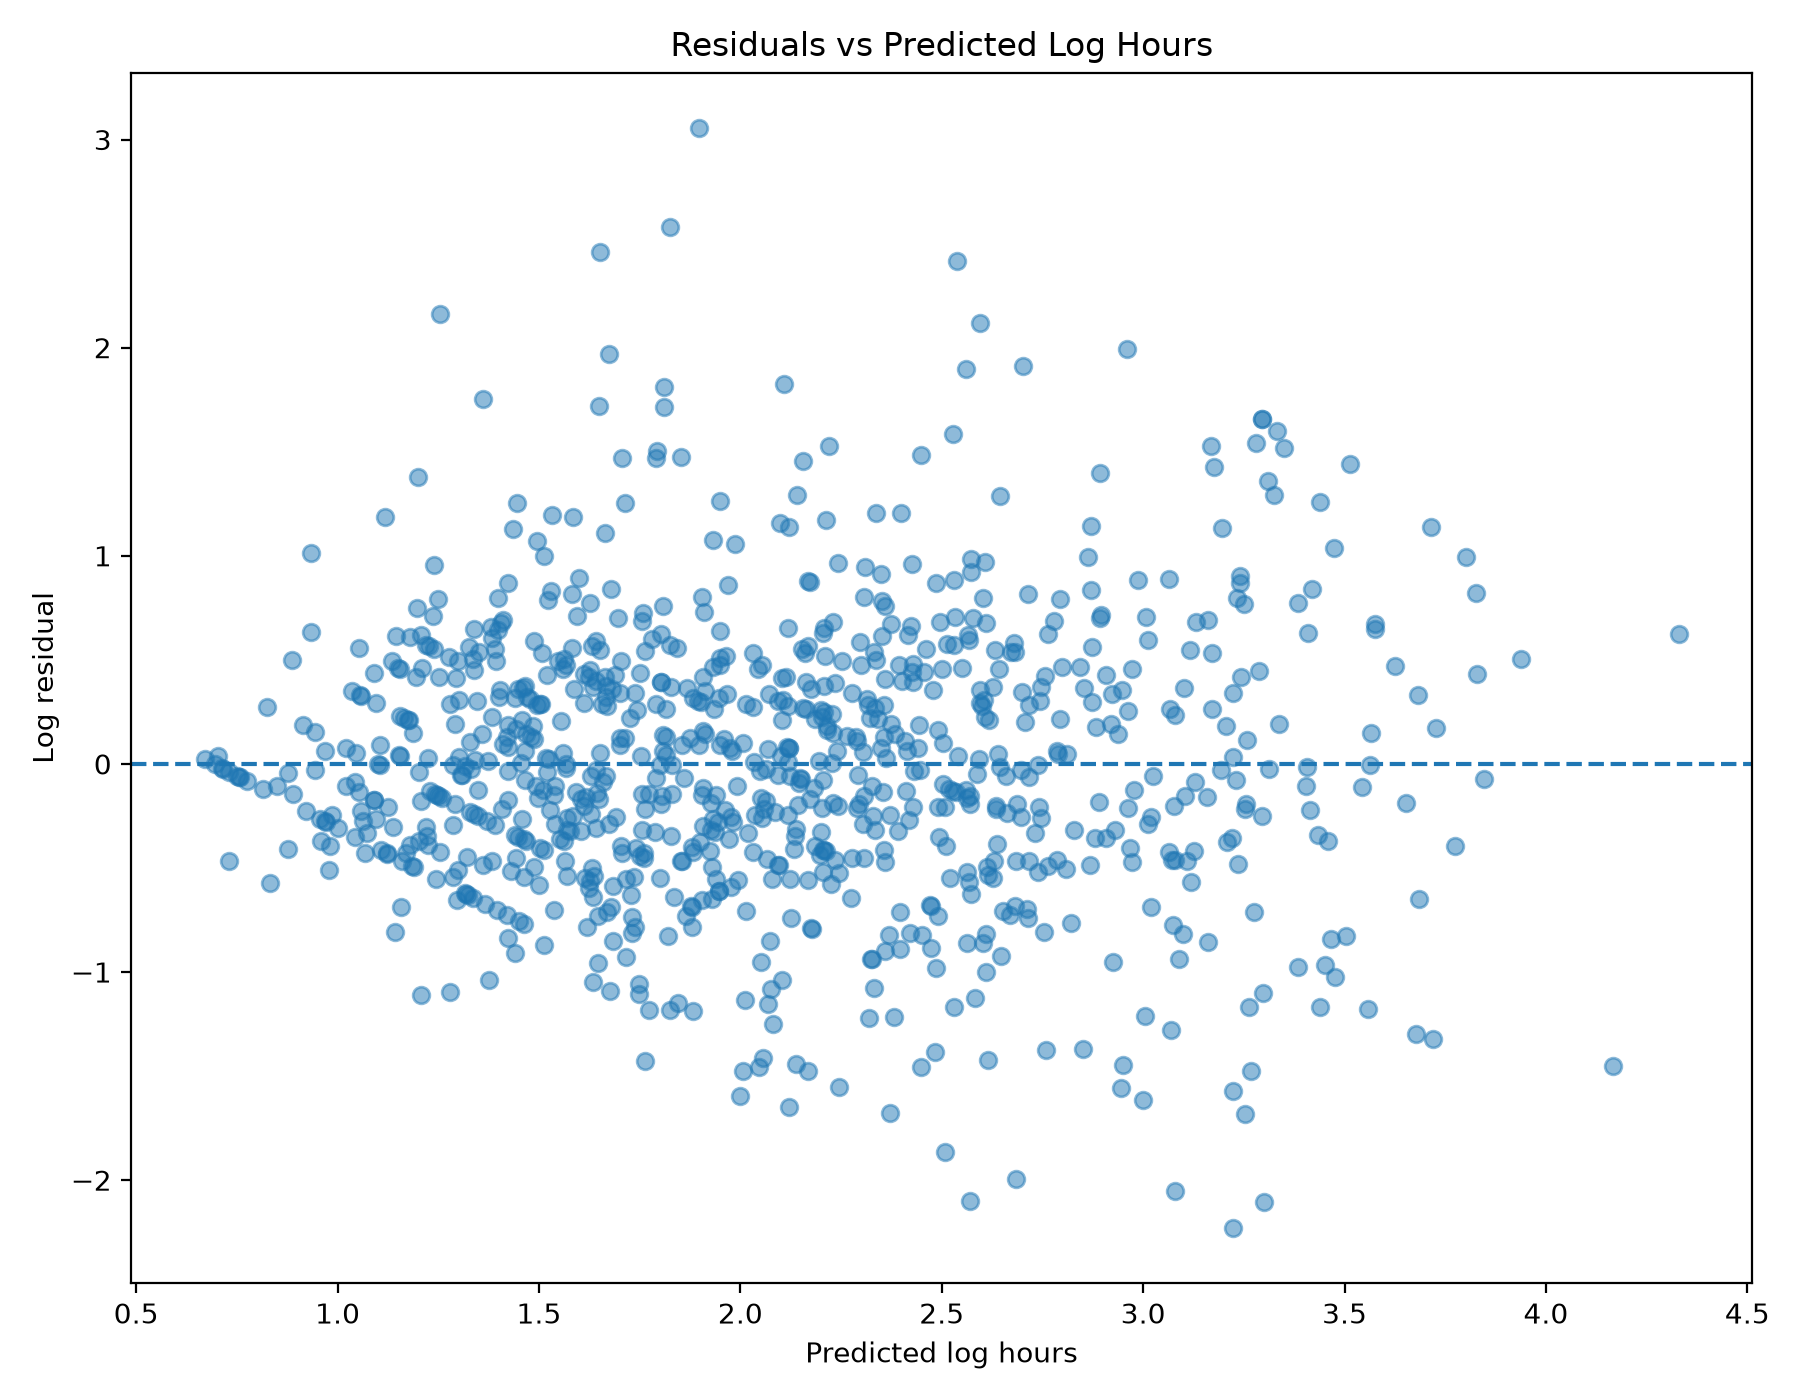 Residuals vs Predicted Log Hours
3
2
1
0
−1
−2
Log residual
0.5 1.0 1.5 2.0 2.5 3.0 3.5 4.0 4.5
Predicted log hours